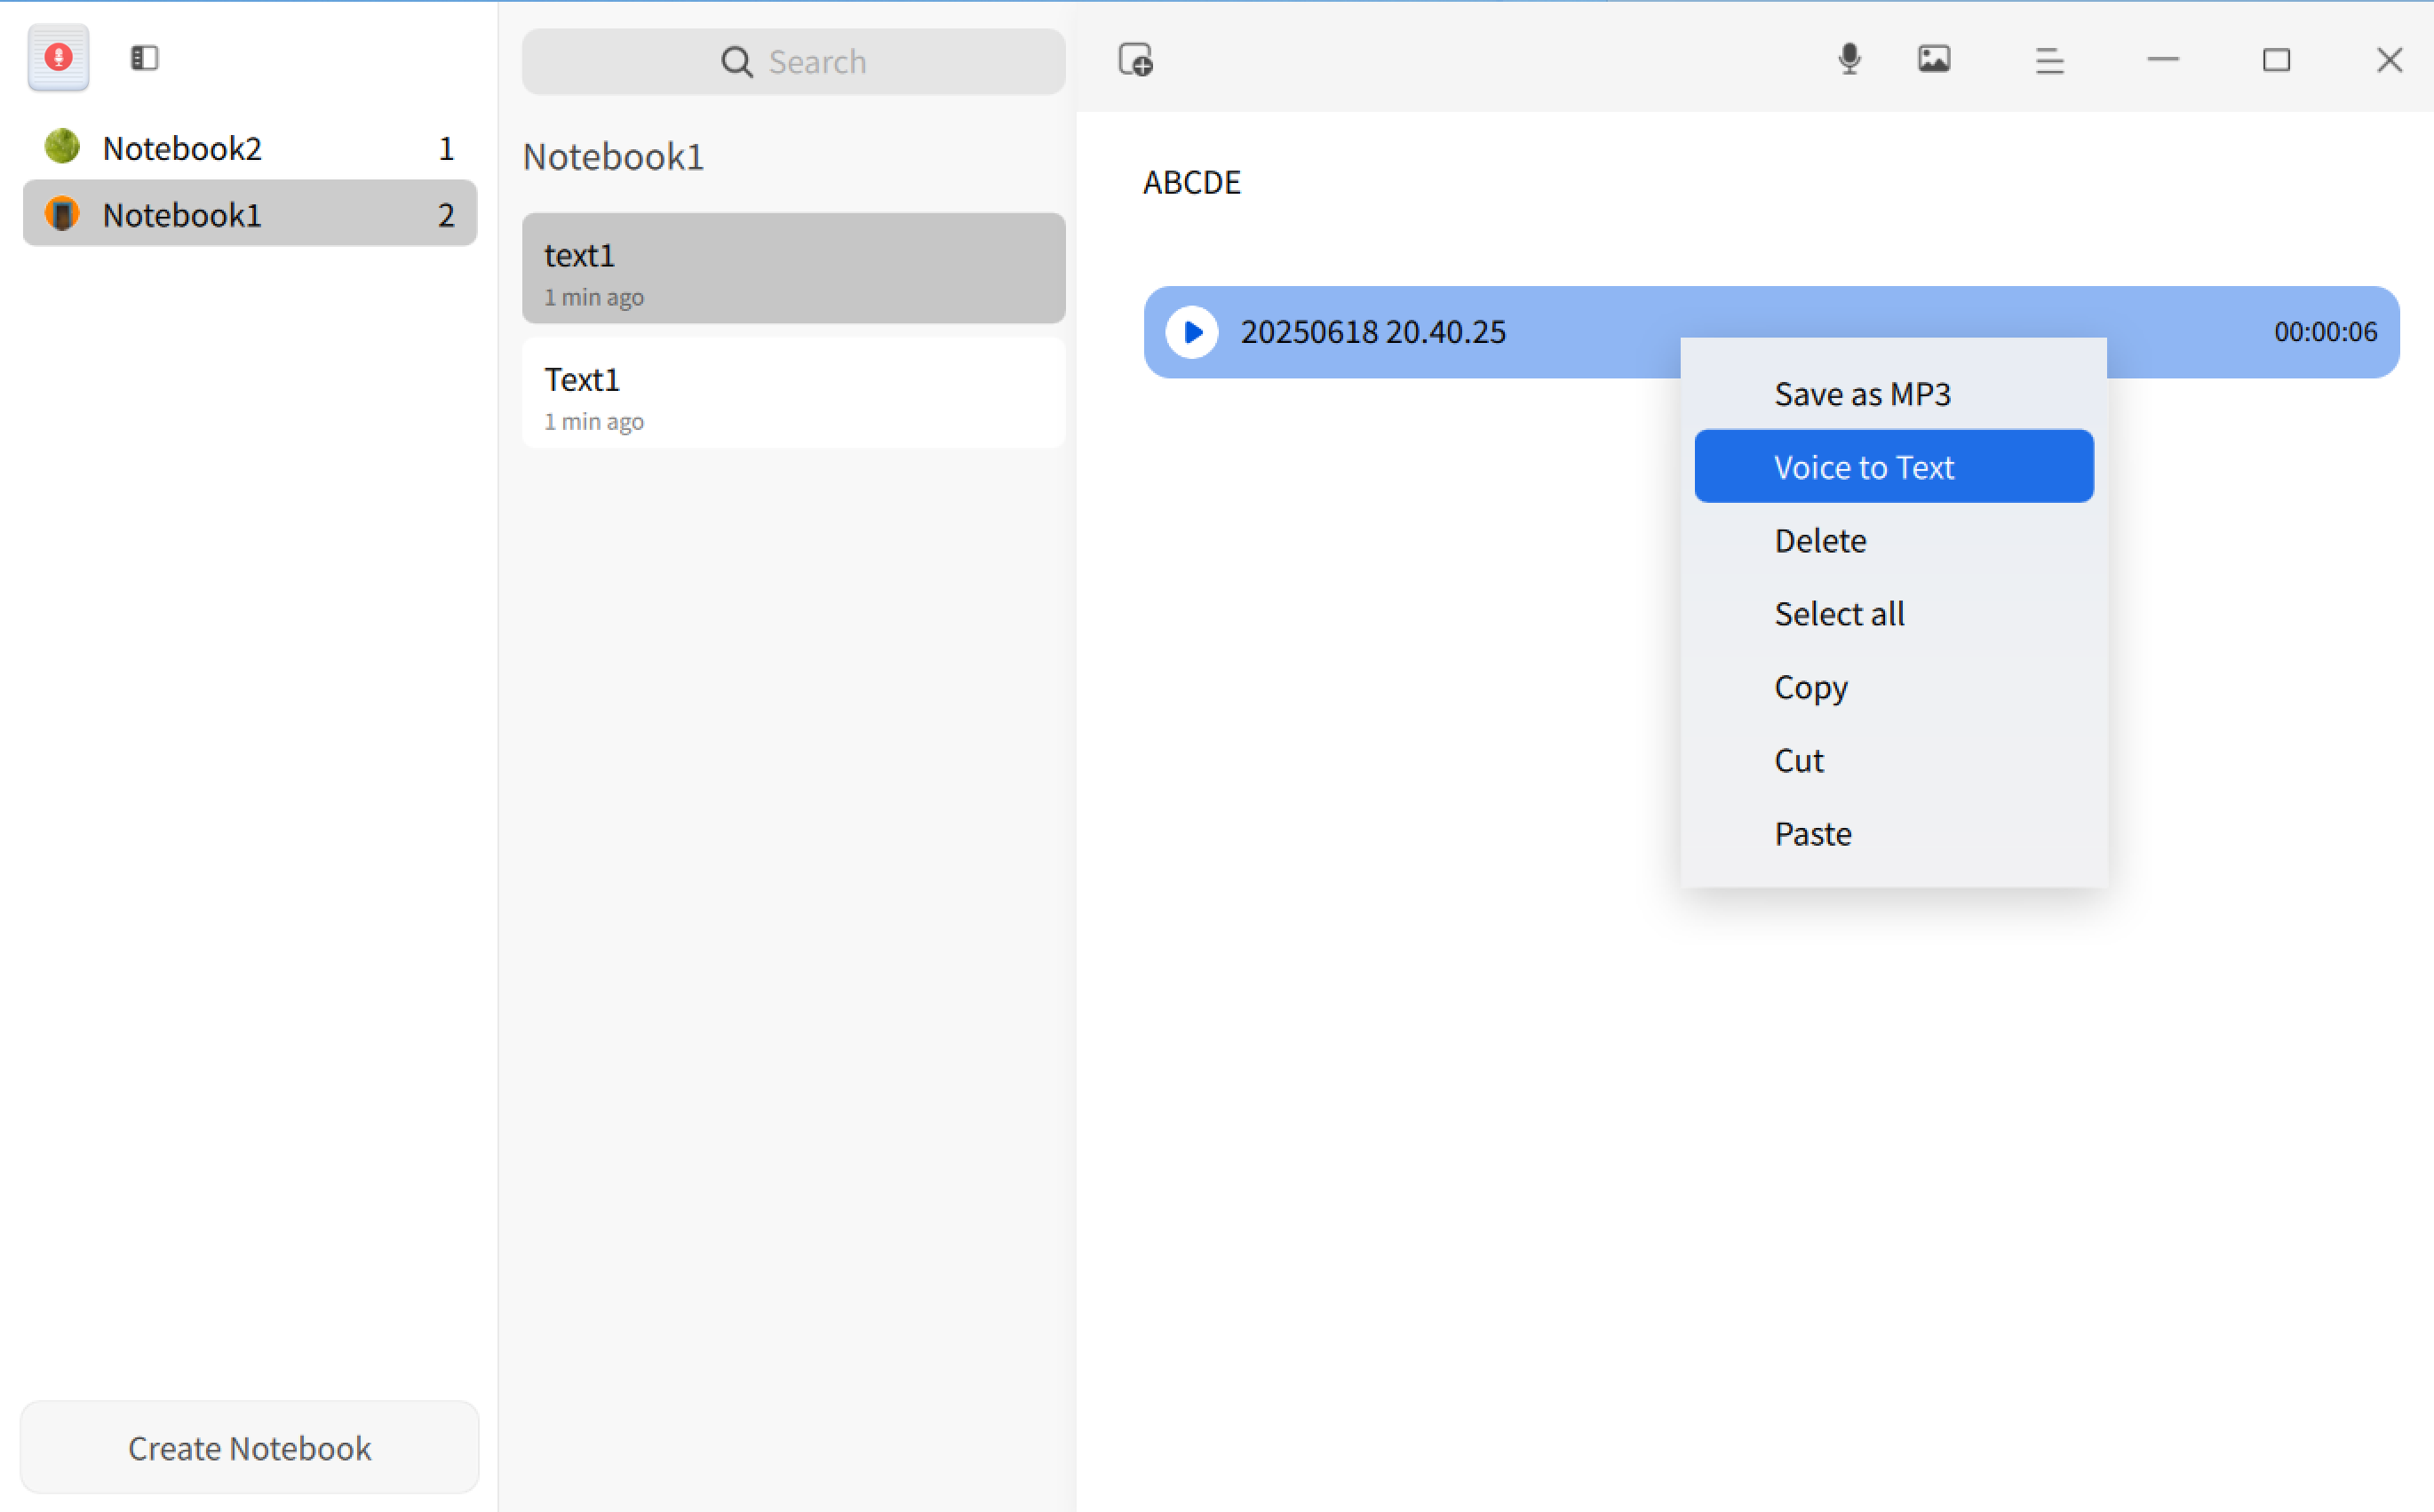 Notebook2 1
Notebook1 2
Create Notebook
Search
Notebook1
text1
1 min ago
Text1
1 min ago
ABCDE
20250618 20.40.25 00:00:06
Save as MP3
Voice to Text
Delete
Select all
Copy
Cut
Paste